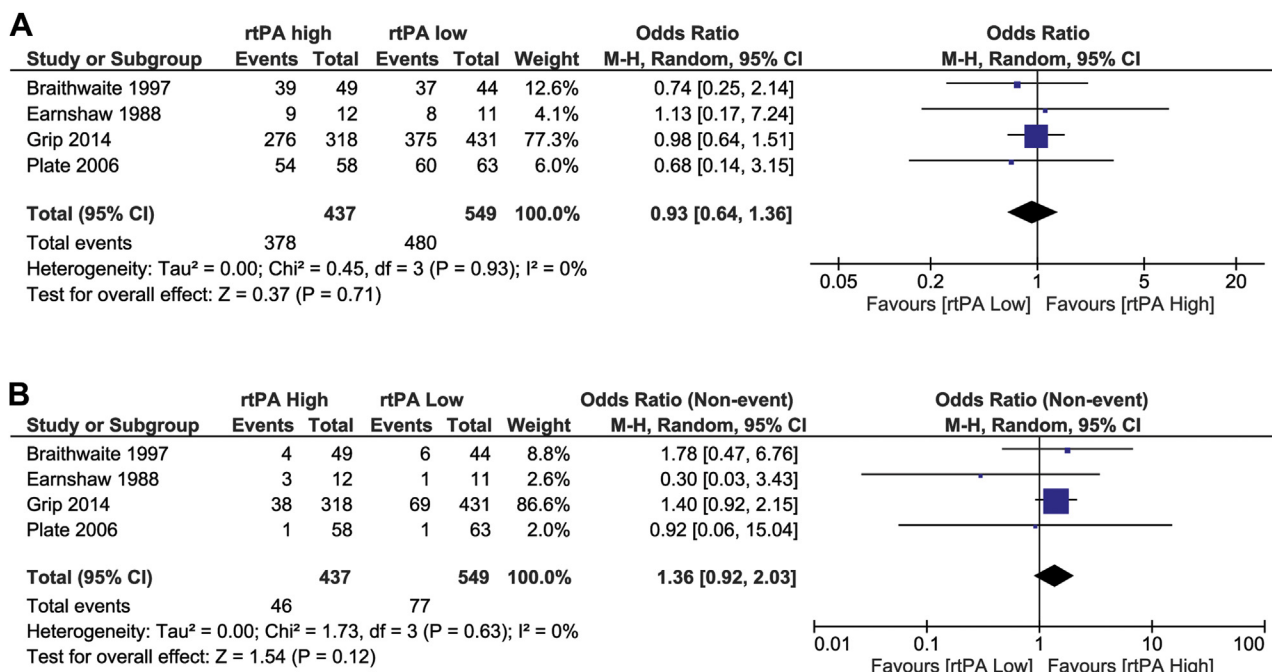 A
rtPA high rtPA low Odds Ratio Odds Ratio
Study or Subgroup Events Total Events Total Weight M-H, Random, 95% CI M-H, Random, 95% CI
Braithwaite 1997 39 49 37 44 12.6% 0.74 [0.25, 2.14]
Earnshaw 1988 9 12 8 11 4.1% 1.13 [0.17, 7.24]
Grip 2014 276 318 375 431 77.3% 0.98 [0.64, 1.51]
Plate 2006 54 58 60 63 6.0% 0.68 [0.14, 3.15]
Total (95% CI) 437 549 100.0% 0.93 [0.64, 1.36]
Total events 378 480
Heterogeneity: Tau² = 0.00; Chi² = 0.45, df = 3 (P = 0.93); I² = 0%
Test for overall effect: Z = 0.37 (P = 0.71)
0.05 0.2 1 5 20
Favours [rtPA Low] Favours [rtPA High]
B
rtPA High rtPA Low Odds Ratio (Non-event) Odds Ratio (Non-event)
Study or Subgroup Events Total Events Total Weight M-H, Random, 95% CI M-H, Random, 95% CI
Braithwaite 1997 4 49 6 44 8.8% 1.78 [0.47, 6.76]
Earnshaw 1988 3 12 1 11 2.6% 0.30 [0.03, 3.43]
Grip 2014 38 318 69 431 86.6% 1.40 [0.92, 2.15]
Plate 2006 1 58 1 63 2.0% 0.92 [0.06, 15.04]
Total (95% CI) 437 549 100.0% 1.36 [0.92, 2.03]
Total events 46 77
Heterogeneity: Tau² = 0.00; Chi² = 1.73, df = 3 (P = 0.63); I² = 0%
Test for overall effect: Z = 1.54 (P = 0.12)
0.01 0.1 1 10 100
Favours [rtPA Low] Favours [rtPA High]